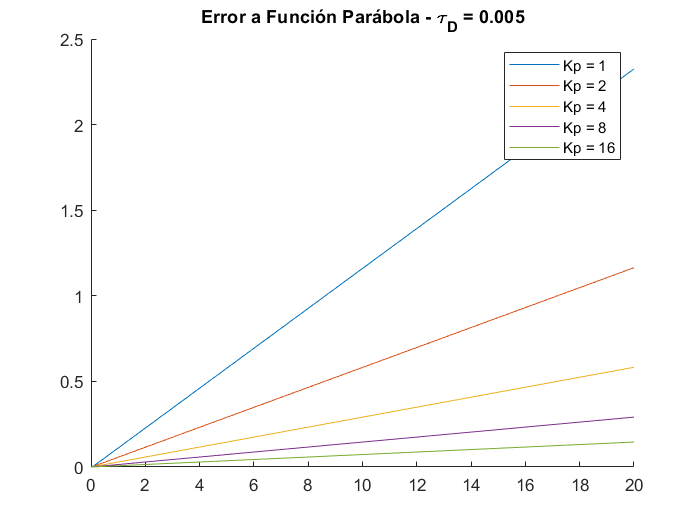 Error a Función Parábola - τ_D = 0.005
2.5
2
1.5
1
0.5
0
0 2 4 6 8 10 12 14 16 18 20
Kp = 1
Kp = 2
Kp = 4
Kp = 8
Kp = 16